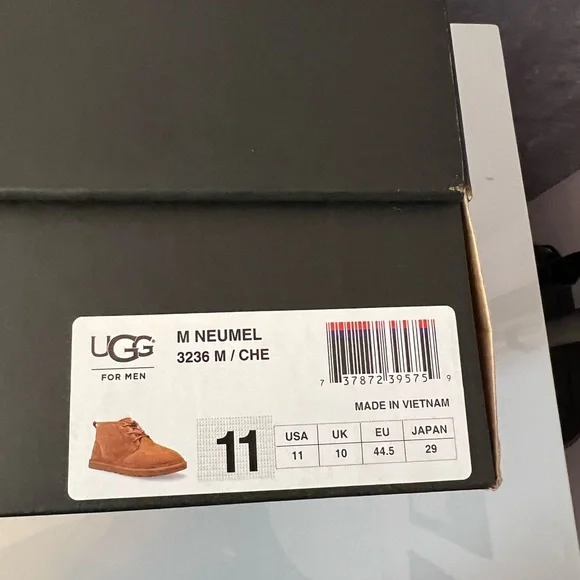 UGG
FOR MEN
M NEUMEL
3236 M / CHE
7 37872 39575 9
MADE IN VIETNAM
11
USA UK EU JAPAN
11 10 44.5 29